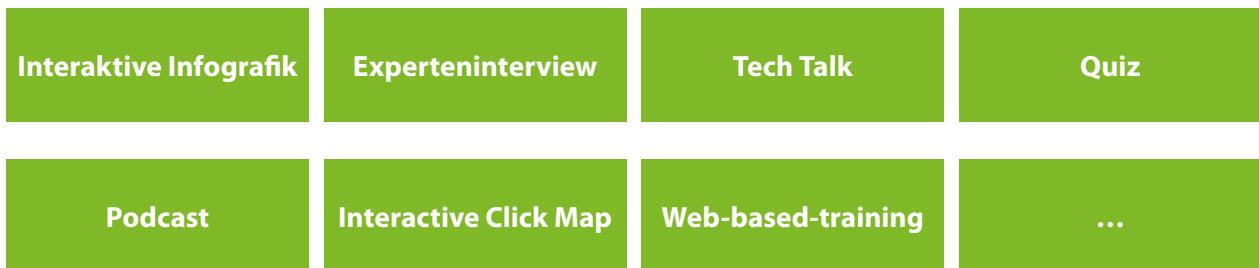 Interaktive Infografik
Experteninterview
Tech Talk
Quiz
Podcast
Interactive Click Map
Web-based-training
…